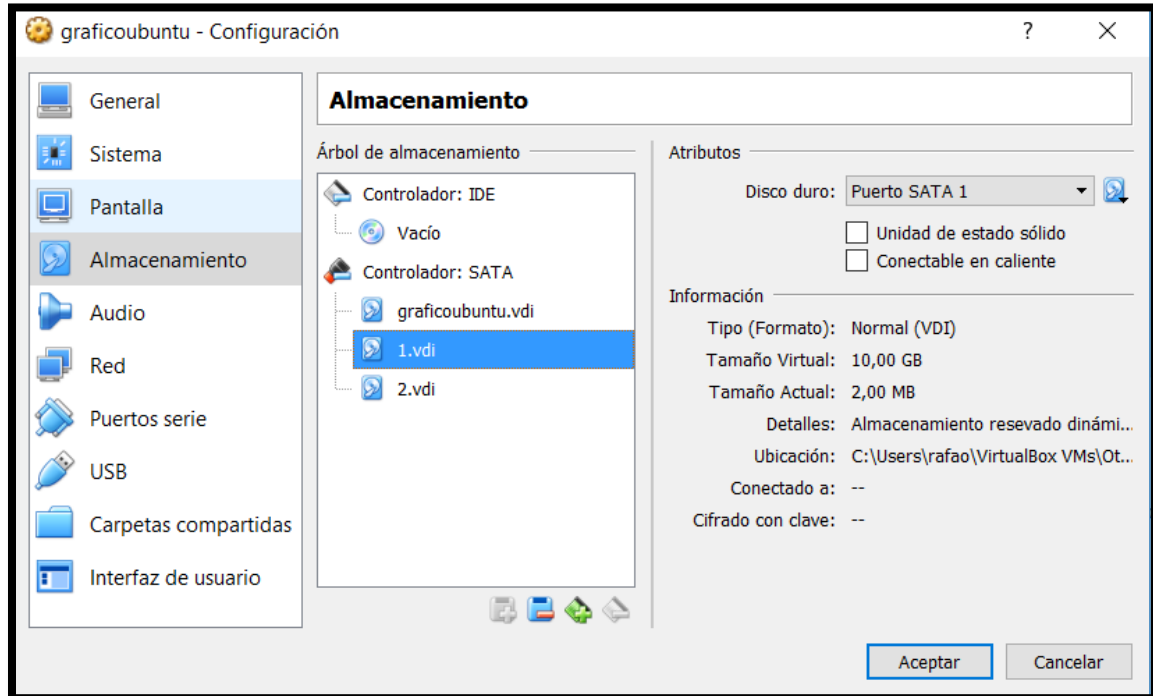 graficoubuntu - Configuración ? ×
General
Sistema
Pantalla
Almacenamiento
Audio
Red
Puertos serie
USB
Carpetas compartidas
Interfaz de usuario
Almacenamiento
Árbol de almacenamiento
Controlador: IDE
Vacío
Controlador: SATA
graficoubuntu.vdi
1.vdi
2.vdi
Atributos
Disco duro: Puerto SATA 1
Unidad de estado sólido
Conectable en caliente
Información
Tipo (Formato): Normal (VDI)
Tamaño Virtual: 10,00 GB
Tamaño Actual: 2,00 MB
Detalles: Almacenamiento resevado dinámi...
Ubicación: C:\Users\rafao\VirtualBox VMs\Ot...
Conectado a: --
Cifrado con clave: --
Aceptar Cancelar